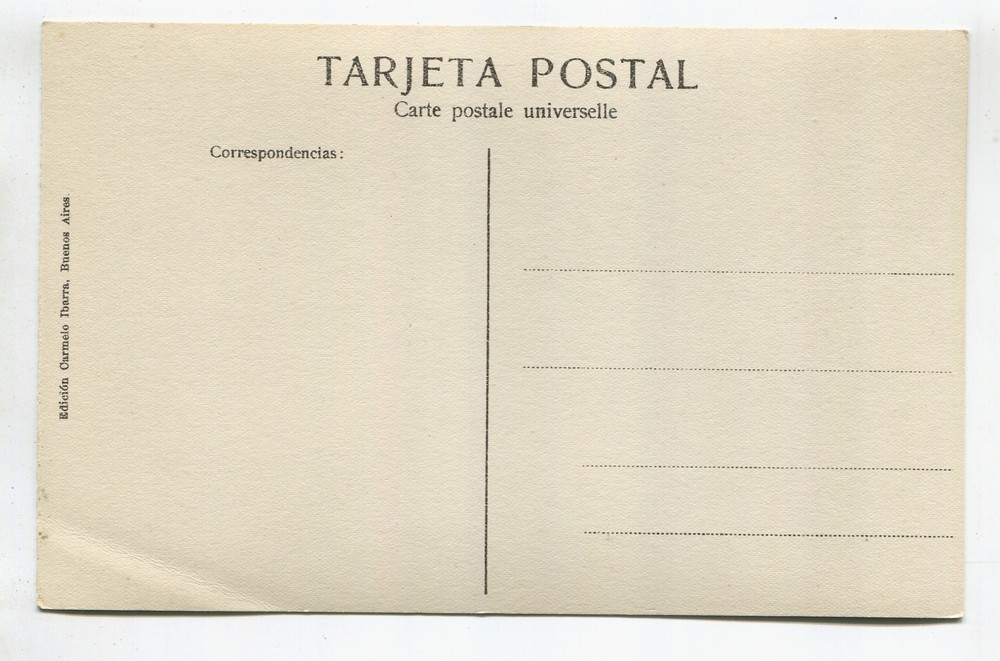 TARJETA POSTAL
Carte postale universelle
Correspondencias:
Edición Carmelo Ibarra, Buenos Aires.